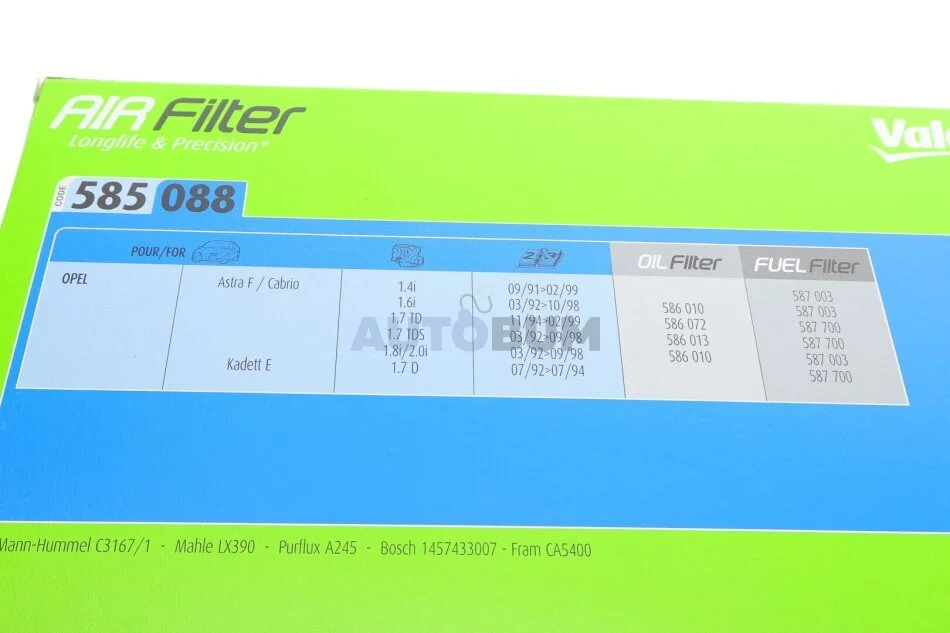 AIR Filter
Longlife & Precision*
Vale
CODE 585 088
POUR/FOR OIL Filter FUEL Filter
OPEL Astra F / Cabrio 1.4i 09/91>02/99 587 003
1.6i 03/92>10/98 586 010 587 003
1.7 TD 11/94>02/99 586 072 587 700
1.7 TDS 03/92>09/98 586 013 587 700
1.8i/2.0i 03/92>09/98 586 010 587 003
Kadett E 1.7 D 07/92>07/94 587 700
AUTOBUM
Mann-Hummel C3167/1 - Mahle LX390 - Purflux A245 - Bosch 1457433007 - Fram CA5400